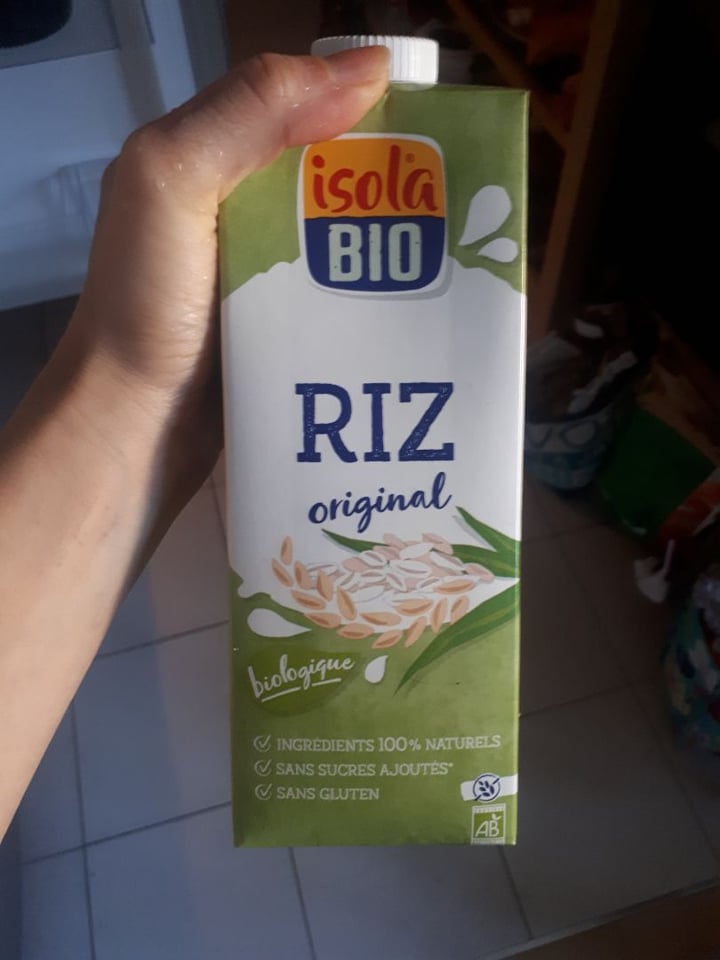 isola
BIO
RIZ
original
biologique
INGRÉDIENTS 100% NATURELS
SANS SUCRES AJOUTÉS*
SANS GLUTEN
AB